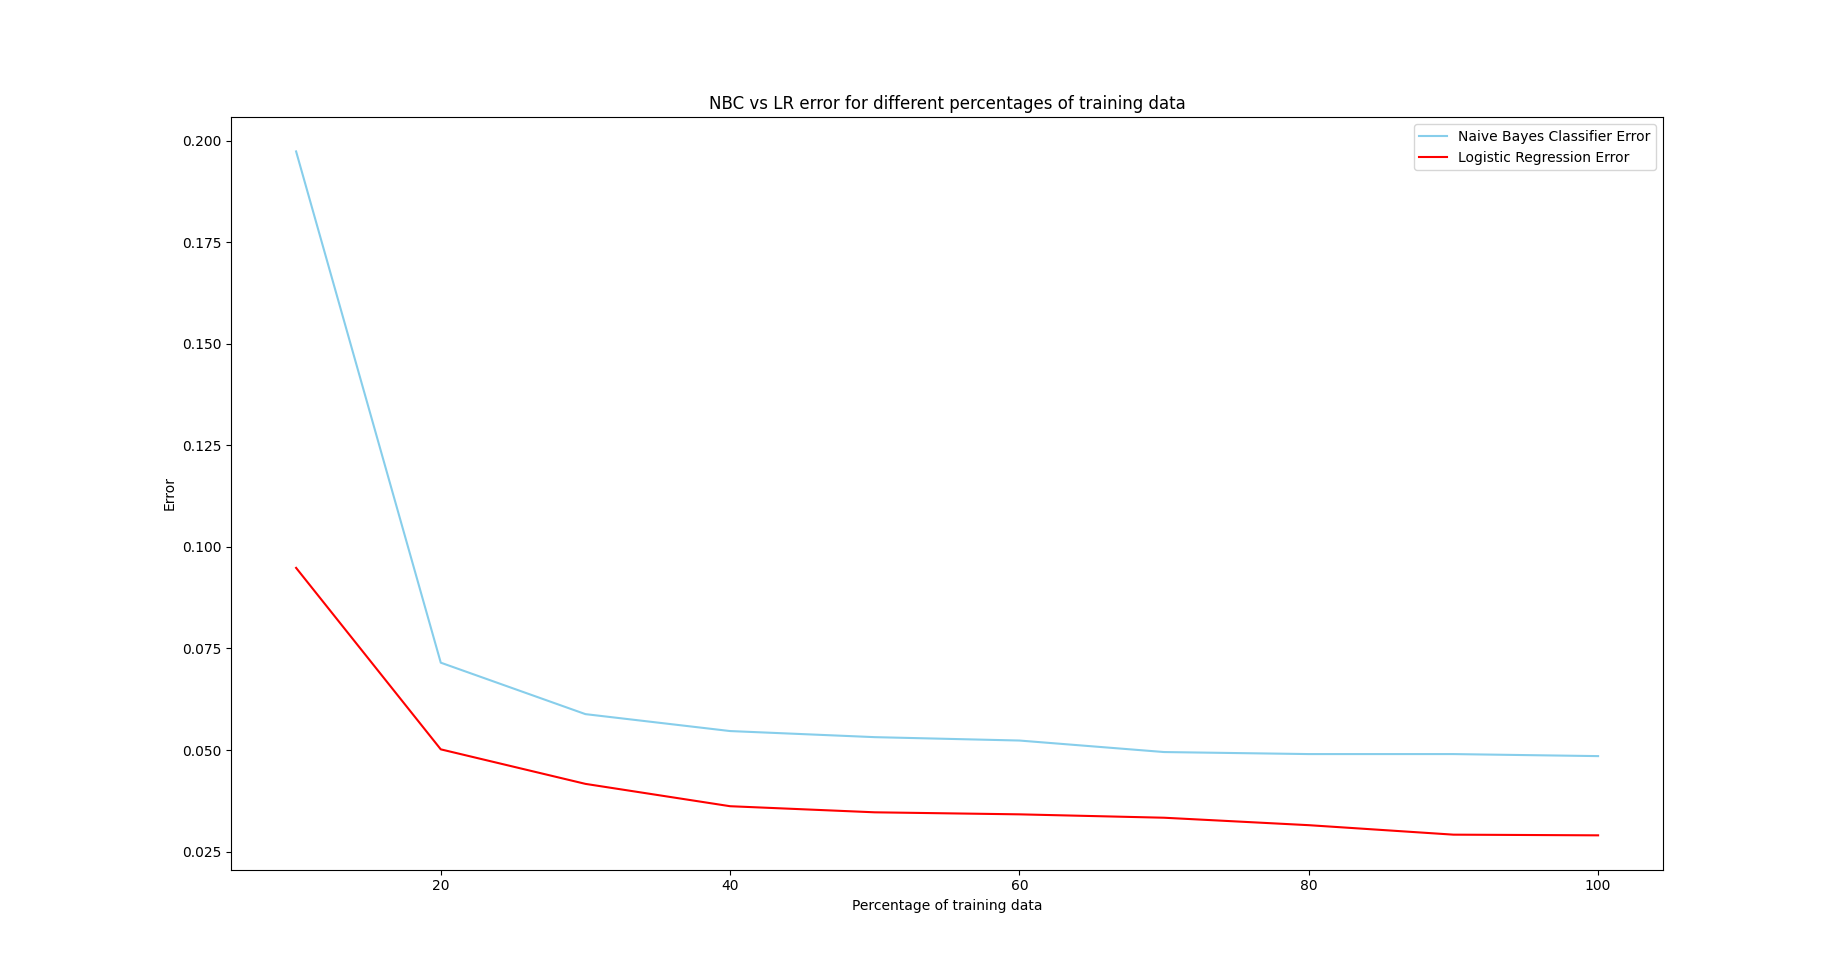 NBC vs LR error for different percentages of training data
Naive Bayes Classifier Error
Logistic Regression Error
0.200
0.175
0.150
0.125
0.100
0.075
0.050
0.025
Error
20 40 60 80 100
Percentage of training data